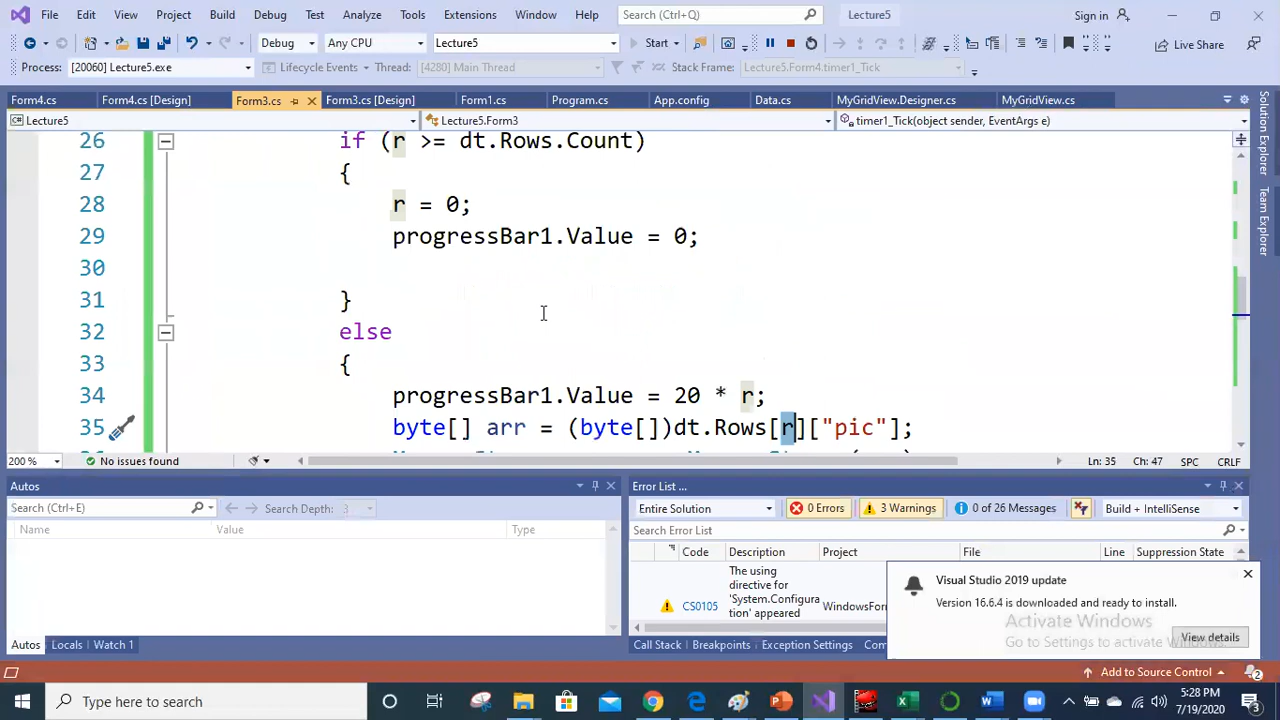 File Edit View Project Build Debug Test Analyze Tools Extensions Window Help Search (Ctrl+Q) Lecture5 Sign in
Debug Any CPU Lecture5 Start Live Share
Process: [20060] Lecture5.exe Lifecycle Events Thread: [4280] Main Thread Stack Frame: Lecture5.Form4.timer1_Tick
Form4.cs Form4.cs [Design] Form3.cs Form3.cs [Design] Form1.cs Program.cs App.config Data.cs MyGridView.Designer.cs MyGridView.cs
Lecture5 Lecture5.Form3 timer1_Tick(object sender, EventArgs e)
26 if (r >= dt.Rows.Count)
27 {
28 r = 0;
29 progressBar1.Value = 0;
30
31 }
32 else
33 {
34 progressBar1.Value = 20 * r;
35 byte[] arr = (byte[])dt.Rows[r]["pic"];
200 % No issues found Ln: 35 Ch: 47 SPC CRLF
Autos
Search (Ctrl+E) Search Depth: 3
Name Value Type
Autos Locals Watch 1
Error List ...
Entire Solution 0 Errors 3 Warnings 0 of 26 Messages Build + IntelliSense
Search Error List
Code Description Project File Line Suppression State
CS0105 The using
directive for
'System.Configura
tion' appeared WindowsFor
Call Stack Breakpoints Exception Settings Com
Visual Studio 2019 update
Version 16.6.4 is downloaded and ready to install.
View details
Activate Windows
Go to Settings to activate Windows.
Add to Source Control 2
Type here to search
5:28 PM
7/19/2020
3
Solution Explorer
Team Explorer